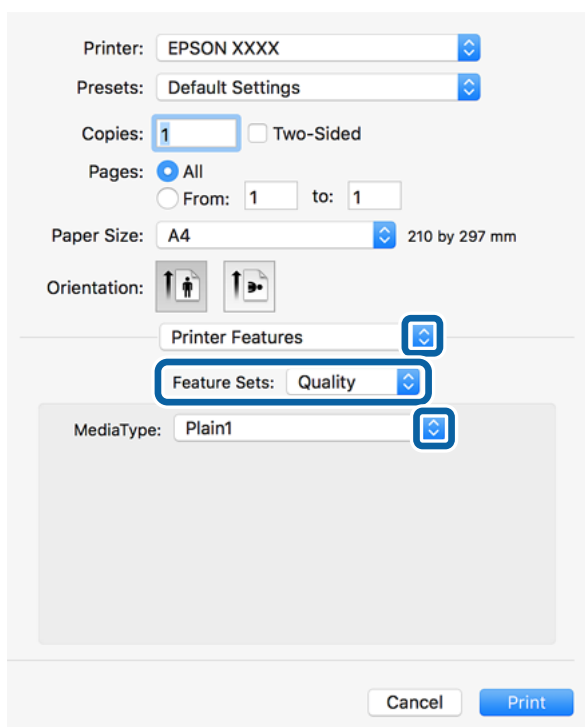 Printer: EPSON XXXX
Presets: Default Settings
Copies: 1 Two-Sided
Pages: All
From: 1 to: 1
Paper Size: A4 210 by 297 mm
Orientation:
Printer Features
Feature Sets: Quality
MediaType: Plain1
Cancel Print